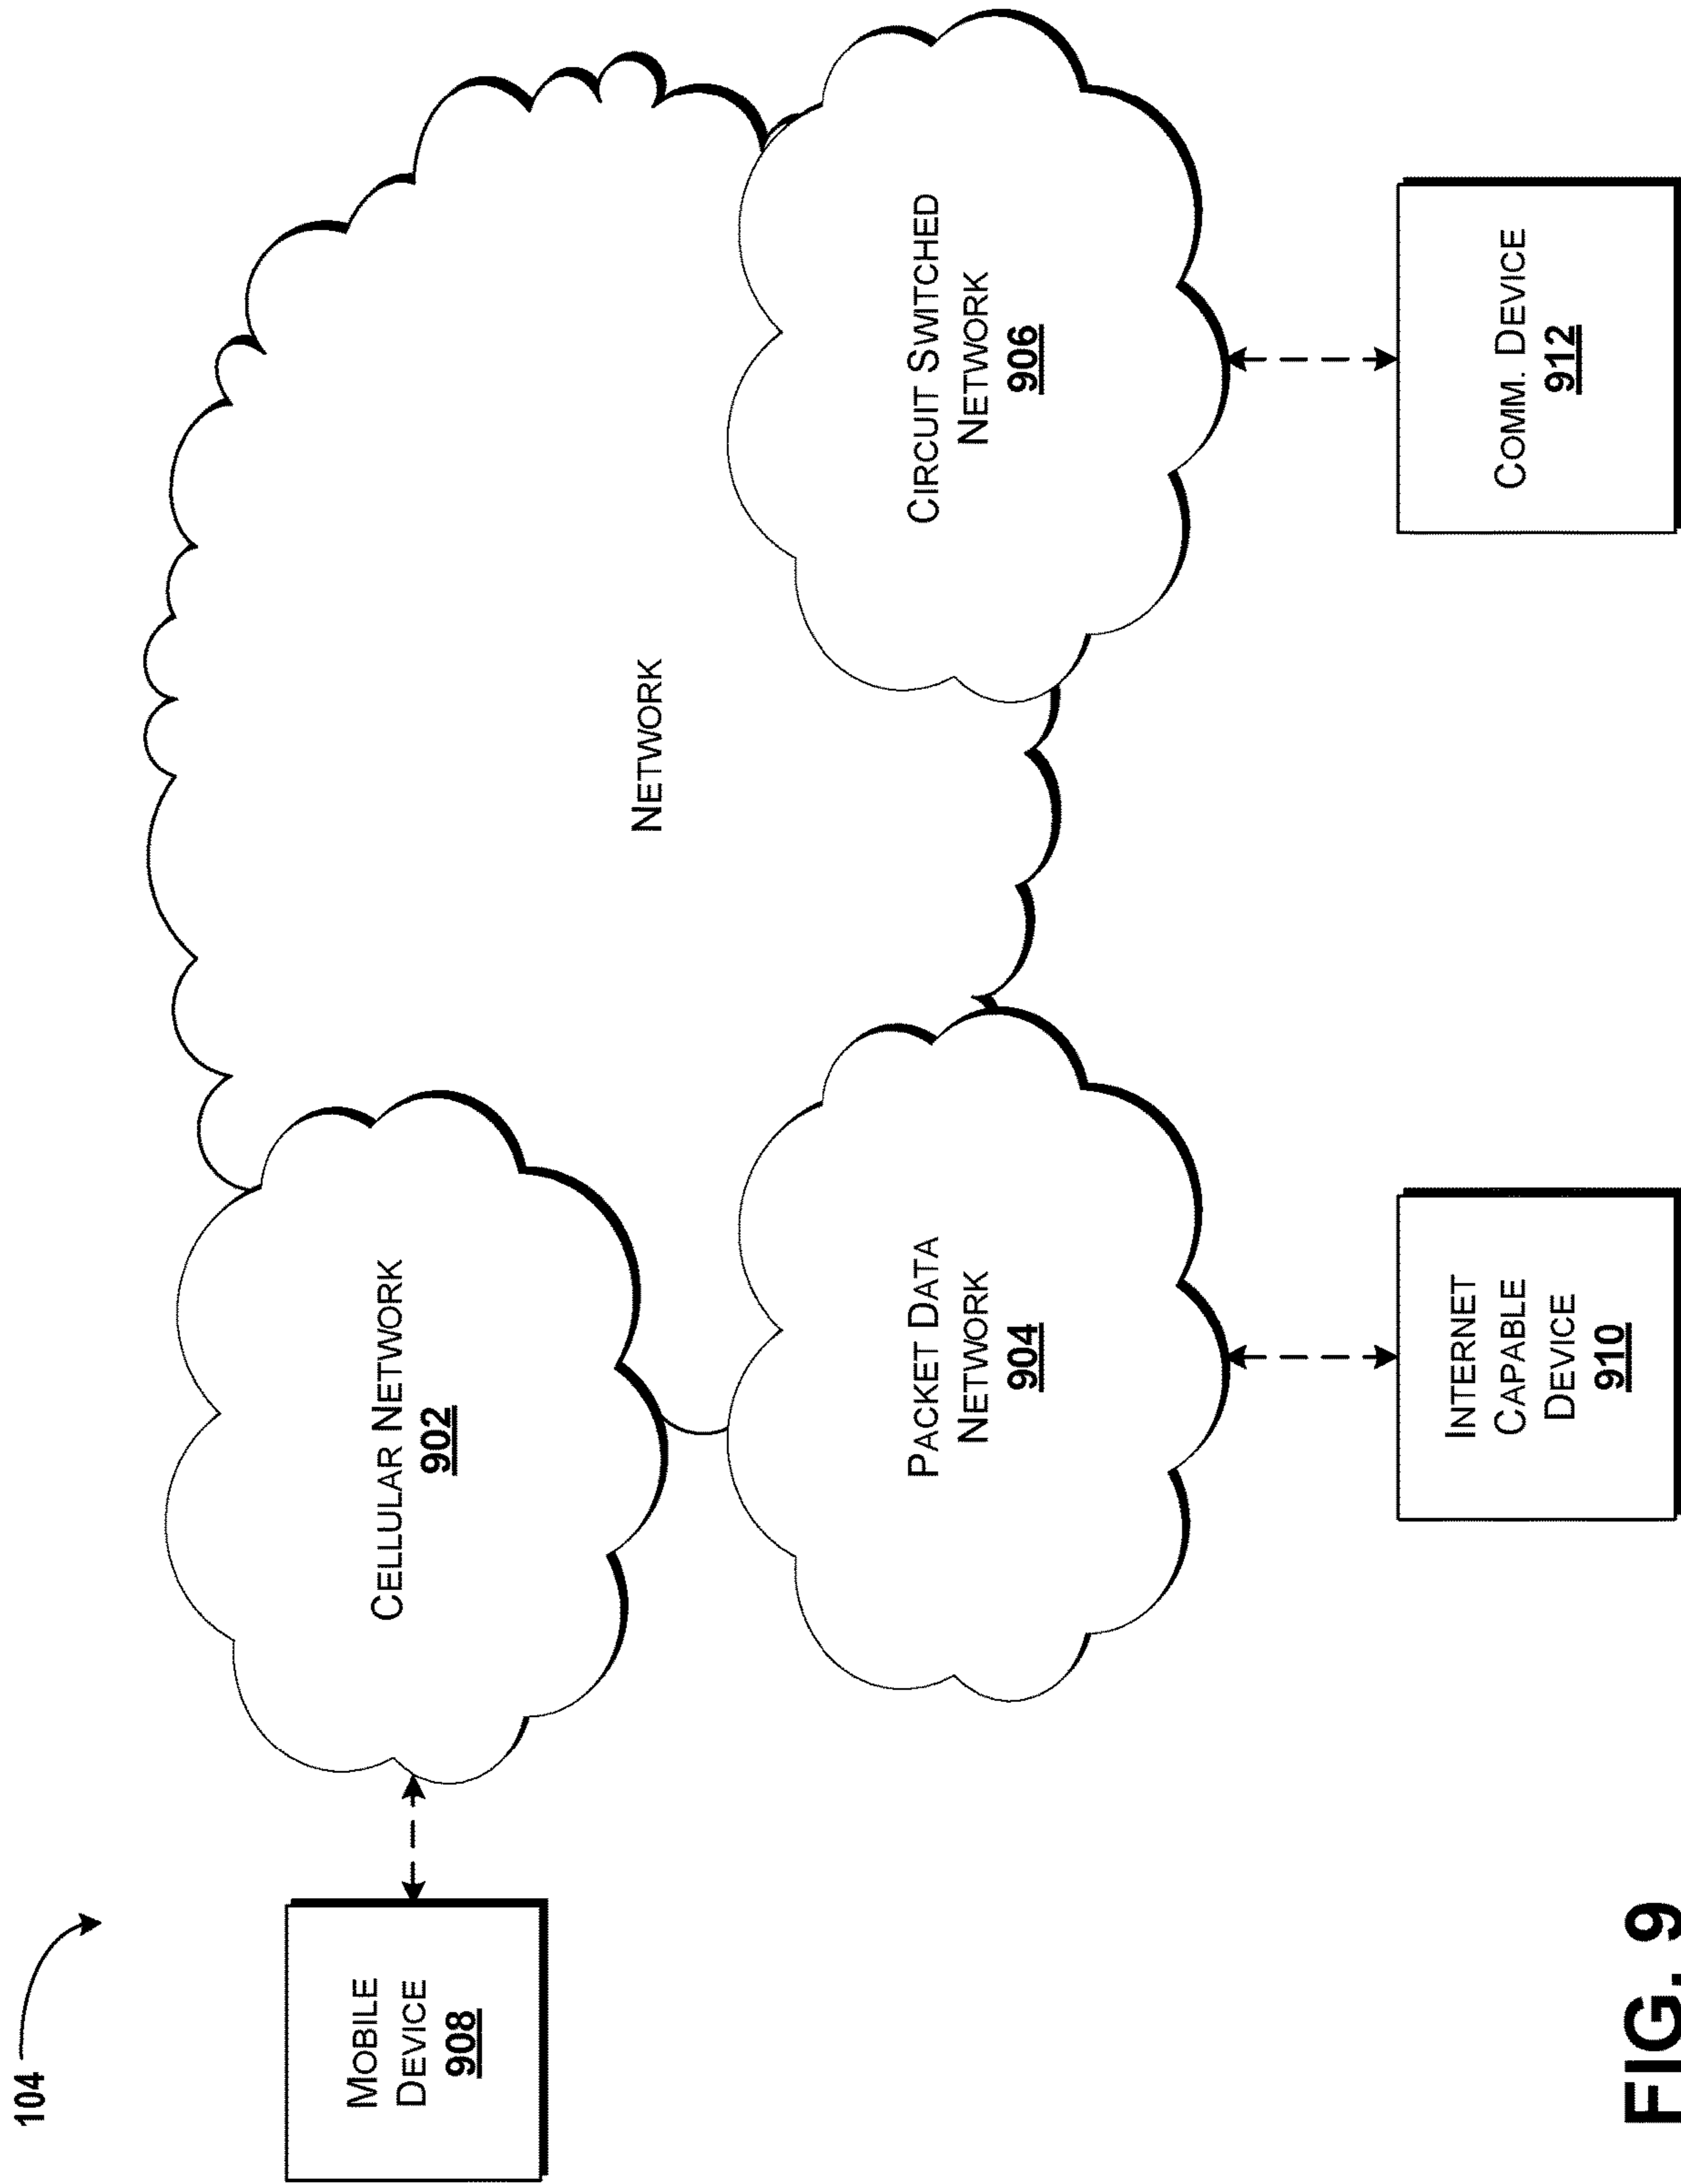 104
MOBILE
DEVICE
908
CELLULAR NETWORK
902
NETWORK
PACKET DATA
NETWORK
904
CIRCUIT SWITCHED
NETWORK
906
INTERNET
CAPABLE
DEVICE
910
COMM. DEVICE
912
FIG. 9